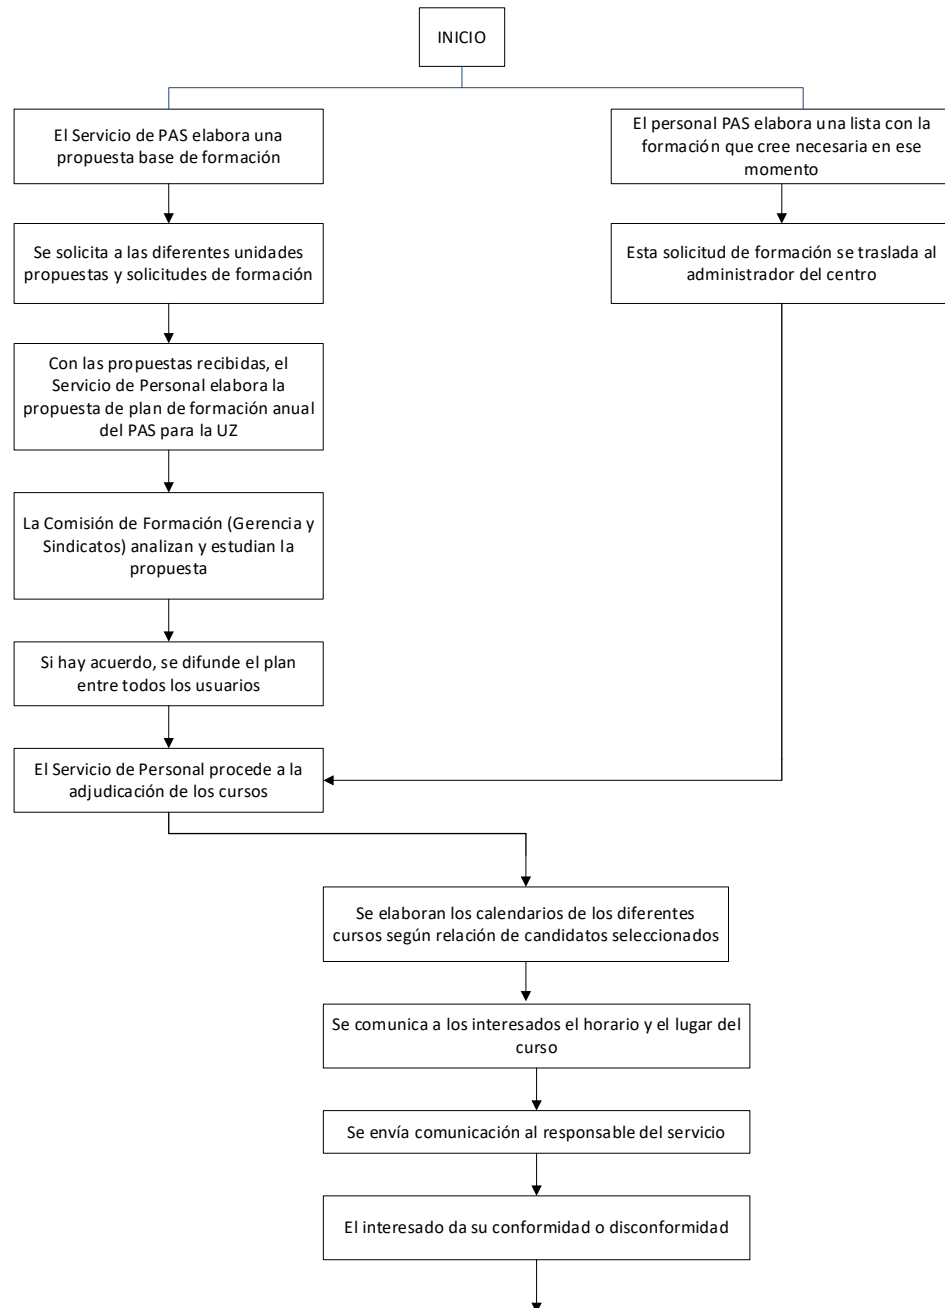 INICIO
El Servicio de PAS elabora una
propuesta base de formación
El personal PAS elabora una lista con la
formación que cree necesaria en ese
momento
Se solicita a las diferentes unidades
propuestas y solicitudes de formación
Esta solicitud de formación se traslada al
administrador del centro
Con las propuestas recibidas, el
Servicio de Personal elabora la
propuesta de plan de formación anual
del PAS para la UZ
La Comisión de Formación (Gerencia y
Sindicatos) analizan y estudian la
propuesta
Si hay acuerdo, se difunde el plan
entre todos los usuarios
El Servicio de Personal procede a la
adjudicación de los cursos
Se elaboran los calendarios de los diferentes
cursos según relación de candidatos seleccionados
Se comunica a los interesados el horario y el lugar del
curso
Se envía comunicación al responsable del servicio
El interesado da su conformidad o disconformidad